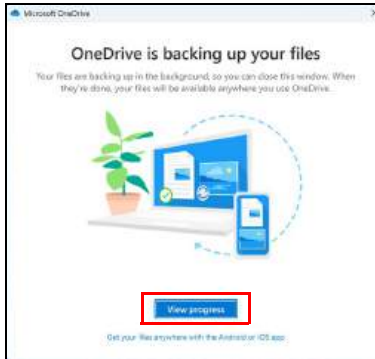 Microsoft OneDrive
OneDrive is backing up your files
Your files are backing up in the background, so you can close this window. When
they're done, your files will be available anywhere you use OneDrive.
View progress
Get your files anywhere with the Android or iOS app